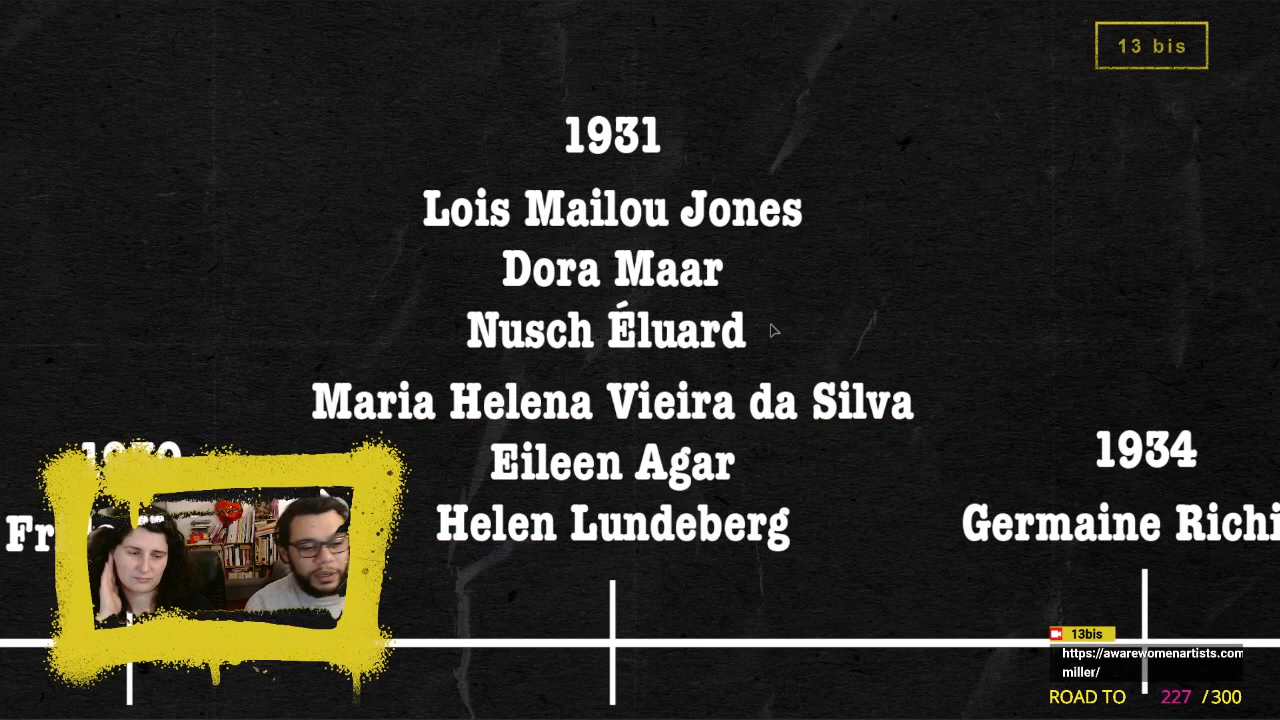 13 bis
1931
Lois Mailou Jones
Dora Maar
Nusch Éluard
Maria Helena Vieira da Silva
Eileen Agar
Helen Lundeberg
1934
Germaine Richi
13bis
https://awarewomenartists.com
miller/
ROAD TO 227 /300